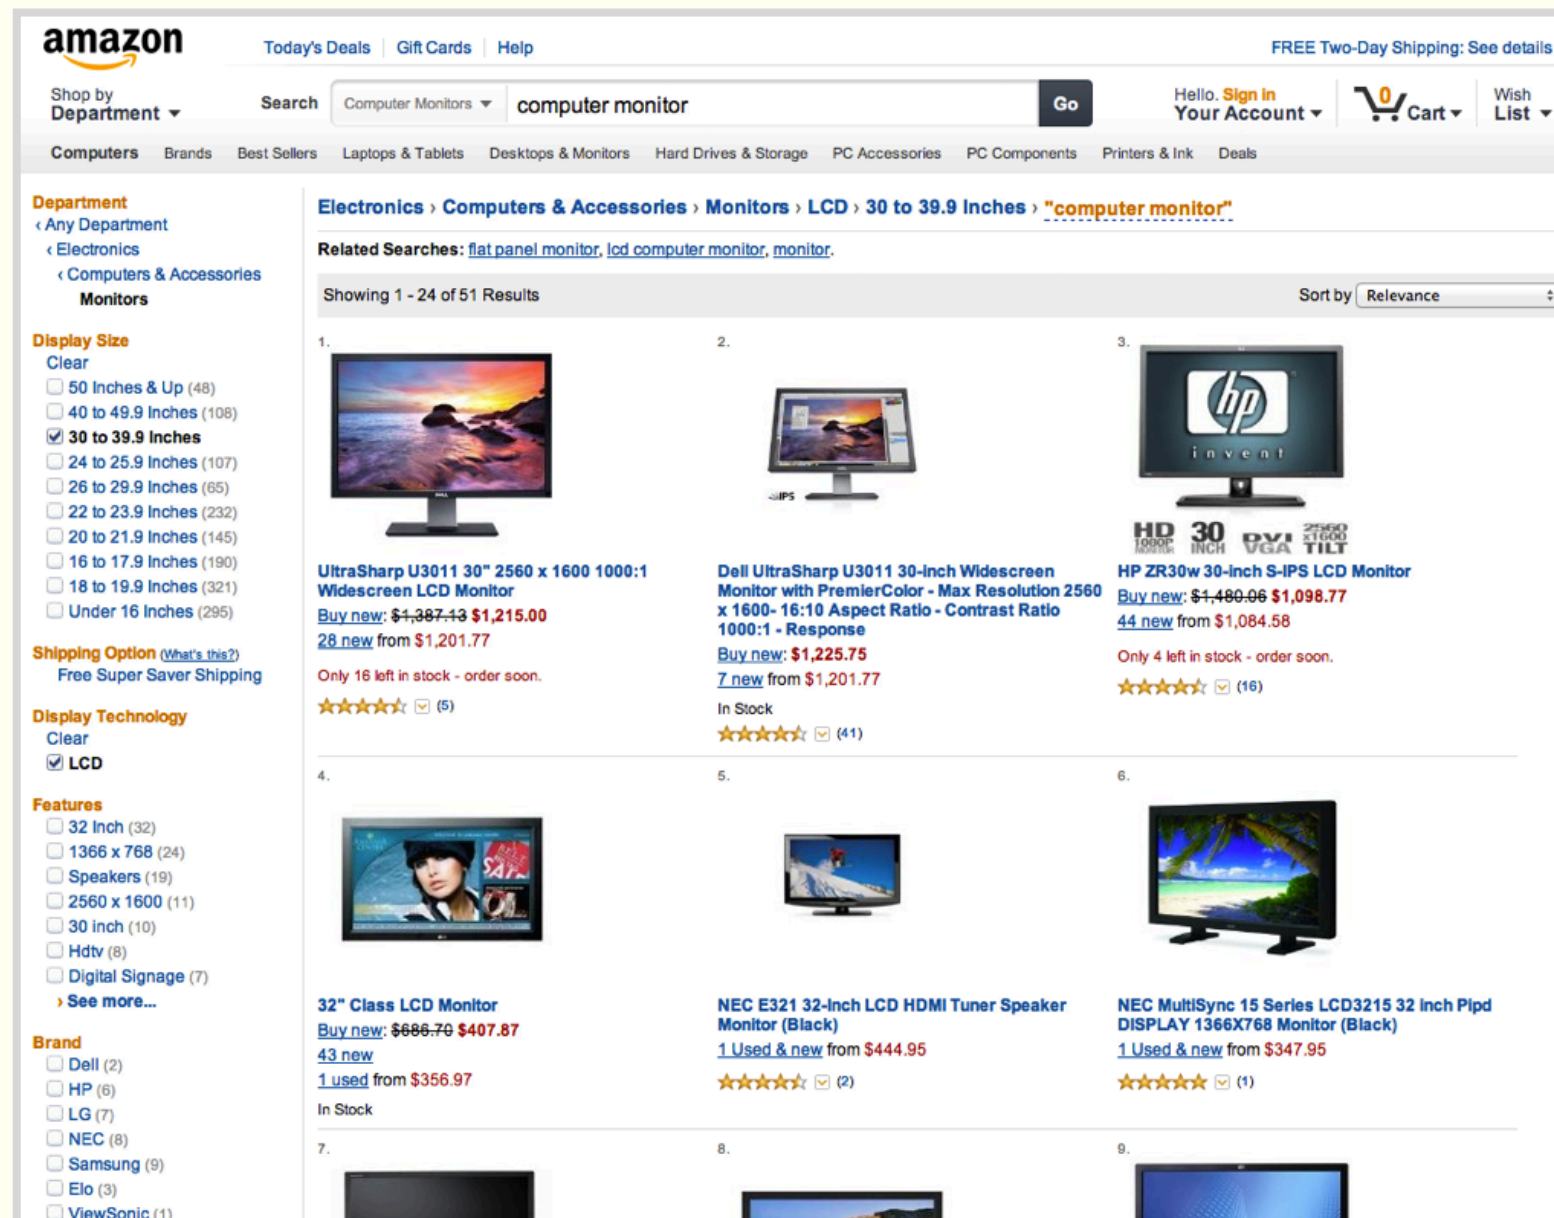 amazon
Today's Deals Gift Cards Help FREE Two-Day Shipping: See details
Shop by
Department
Search Computer Monitors computer monitor Go
Hello. Sign in
Your Account
0 Cart
Wish
List
Computers Brands Best Sellers Laptops & Tablets Desktops & Monitors Hard Drives & Storage PC Accessories PC Components Printers & Ink Deals
Department
‹ Any Department
‹ Electronics
‹ Computers & Accessories
Monitors
Display Size
Clear
50 Inches & Up (48)
40 to 49.9 Inches (108)
30 to 39.9 Inches
24 to 25.9 Inches (107)
26 to 29.9 Inches (65)
22 to 23.9 Inches (232)
20 to 21.9 Inches (145)
16 to 17.9 Inches (190)
18 to 19.9 Inches (321)
Under 16 Inches (295)
Shipping Option (What's this?)
Free Super Saver Shipping
Display Technology
Clear
LCD
Features
32 Inch (32)
1366 x 768 (24)
Speakers (19)
2560 x 1600 (11)
30 inch (10)
Hdtv (8)
Digital Signage (7)
› See more...
Brand
Dell (2)
HP (6)
LG (7)
NEC (8)
Samsung (9)
Elo (3)
ViewSonic (1)
Electronics › Computers & Accessories › Monitors › LCD › 30 to 39.9 Inches › "computer monitor"
Related Searches: flat panel monitor, lcd computer monitor, monitor.
Showing 1 - 24 of 51 Results Sort by Relevance
1.
DELL
UltraSharp U3011 30" 2560 x 1600 1000:1
Widescreen LCD Monitor
Buy new: $1,387.13 $1,215.00
28 new from $1,201.77
Only 16 left in stock - order soon.
(5)
2.
IPS
Dell UltraSharp U3011 30-inch Widescreen
Monitor with PremierColor - Max Resolution 2560
x 1600- 16:10 Aspect Ratio - Contrast Ratio
1000:1 - Response
Buy new: $1,225.75
7 new from $1,201.77
In Stock
(41)
3.
hp
invent
HD
1080P
MONITOR
30
INCH
DVI
VGA
2560
x1600
TILT
HP ZR30w 30-inch S-IPS LCD Monitor
Buy new: $1,480.06 $1,098.77
44 new from $1,084.58
Only 4 left in stock - order soon.
(16)
4.
SALE
32" Class LCD Monitor
Buy new: $686.70 $407.87
43 new
1 used from $356.97
In Stock
5.
NEC E321 32-Inch LCD HDMI Tuner Speaker
Monitor (Black)
1 Used & new from $444.95
(2)
6.
NEC MultiSync 15 Series LCD3215 32 inch Pipd
DISPLAY 1366X768 Monitor (Black)
1 Used & new from $347.95
(1)
7.
8.
9.